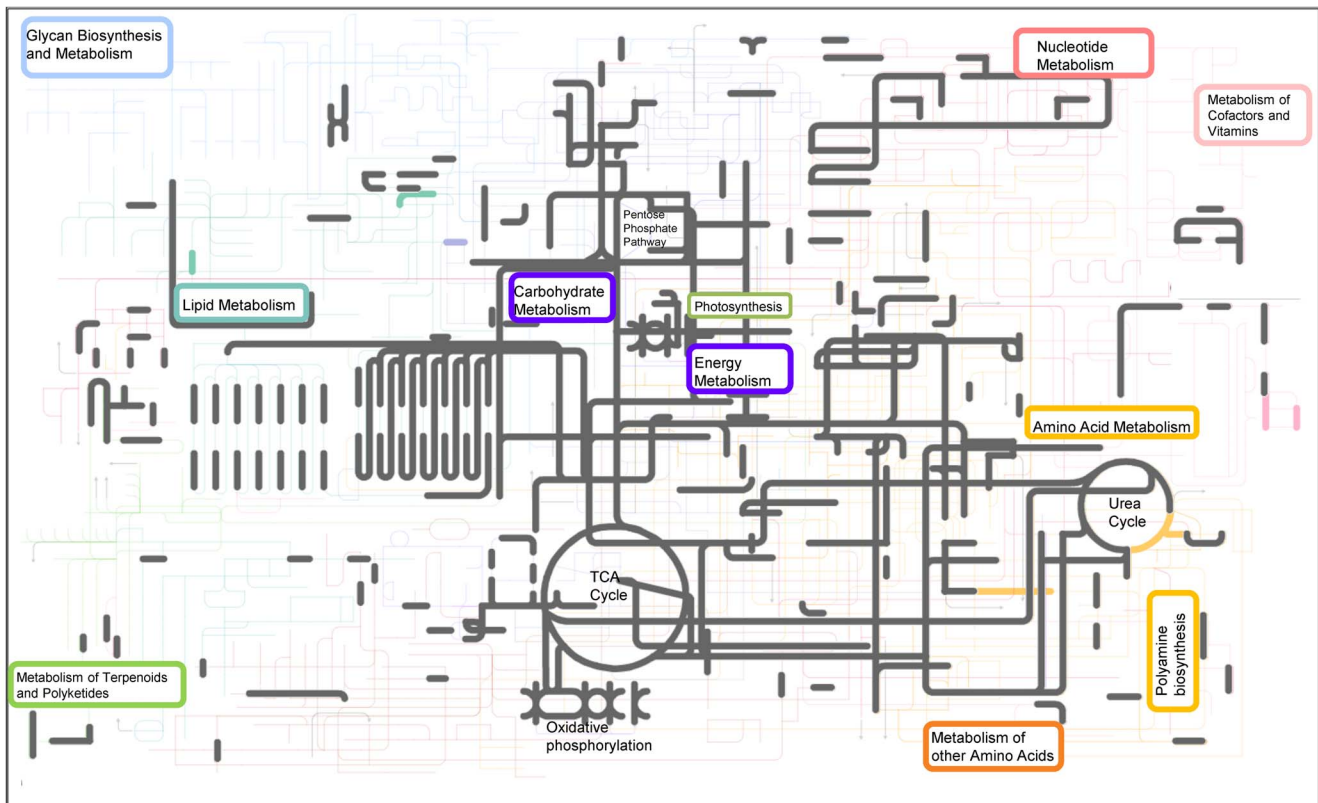 Glycan Biosynthesis
and Metabolism
Nucleotide
Metabolism
Metabolism of
Cofactors and
Vitamins
Pentose
Phosphate
Pathway
Lipid Metabolism
Carbohydrate
Metabolism
Photosynthesis
Energy
Metabolism
Amino Acid Metabolism
Urea
Cycle
TCA
Cycle
Polyamine
biosynthesis
Metabolism of Terpenoids
and Polyketides
Oxidative
phosphorylation
Metabolism of
other Amino Acids